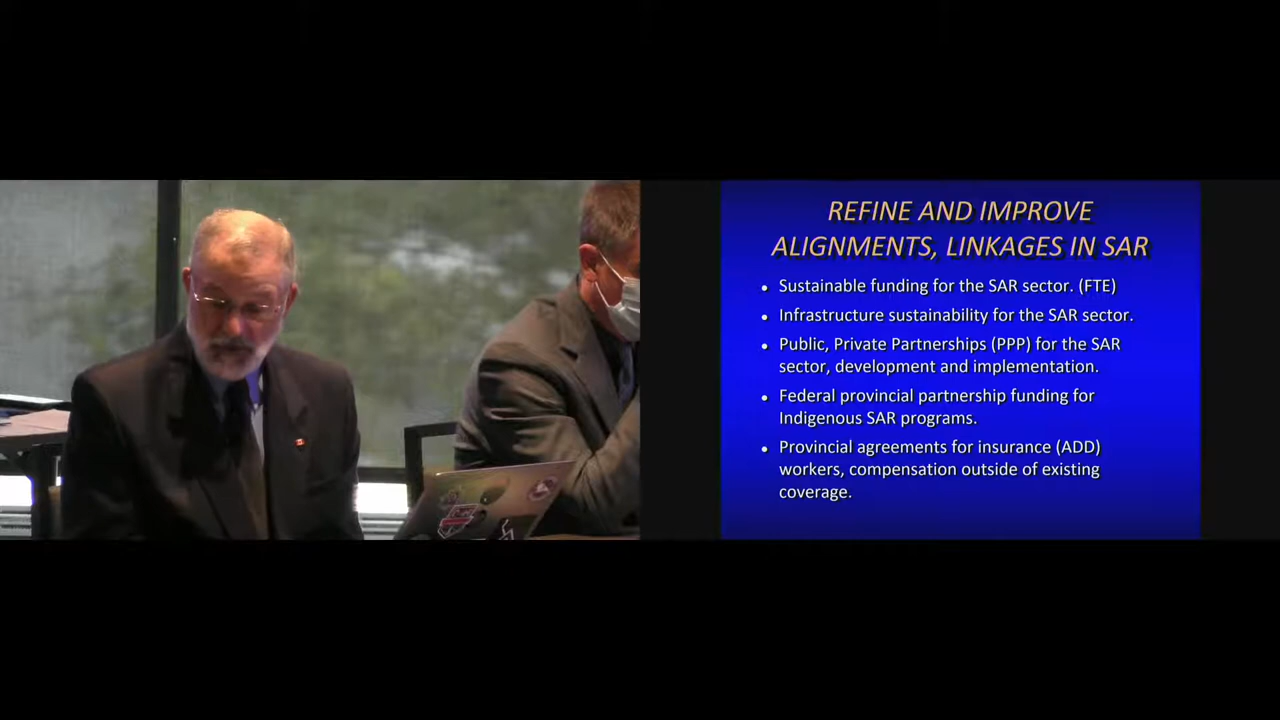 REFINE AND IMPROVE
ALIGNMENTS, LINKAGES IN SAR
• Sustainable funding for the SAR sector. (FTE)
• Infrastructure sustainability for the SAR sector.
• Public, Private Partnerships (PPP) for the SAR
sector, development and implementation.
• Federal provincial partnership funding for
Indigenous SAR programs.
• Provincial agreements for insurance (ADD)
workers, compensation outside of existing
coverage.